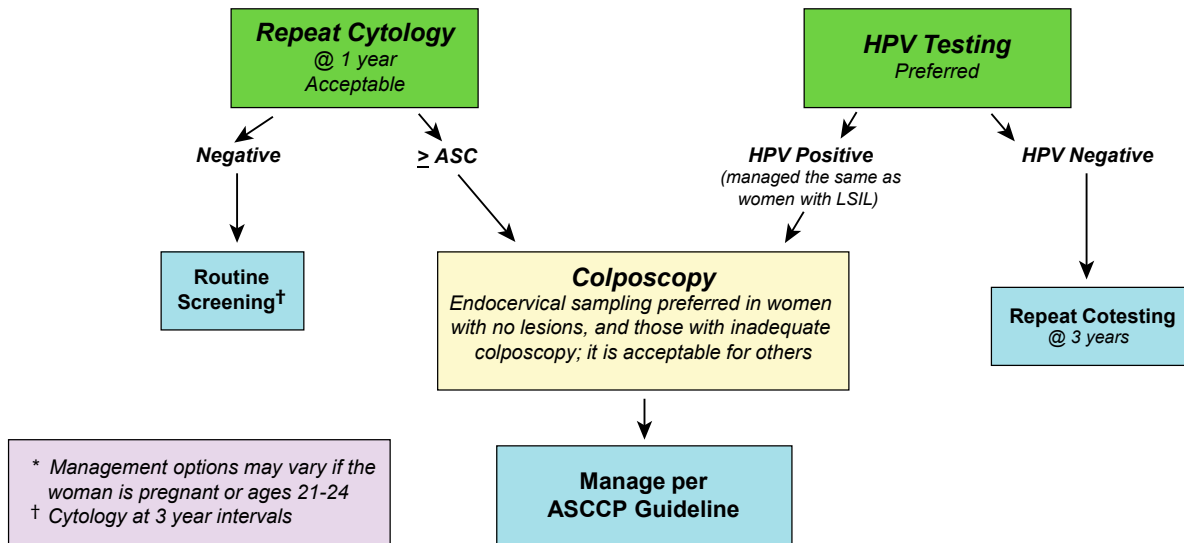 Repeat Cytology
@ 1 year
Acceptable
HPV Testing
Preferred
Negative
≥ ASC
HPV Positive
(managed the same as
women with LSIL)
HPV Negative
Routine
Screening†
Colposcopy
Endocervical sampling preferred in women
with no lesions, and those with inadequate
colposcopy; it is acceptable for others
Repeat Cotesting
@ 3 years
Manage per
ASCCP Guideline
* Management options may vary if the
woman is pregnant or ages 21-24
† Cytology at 3 year intervals